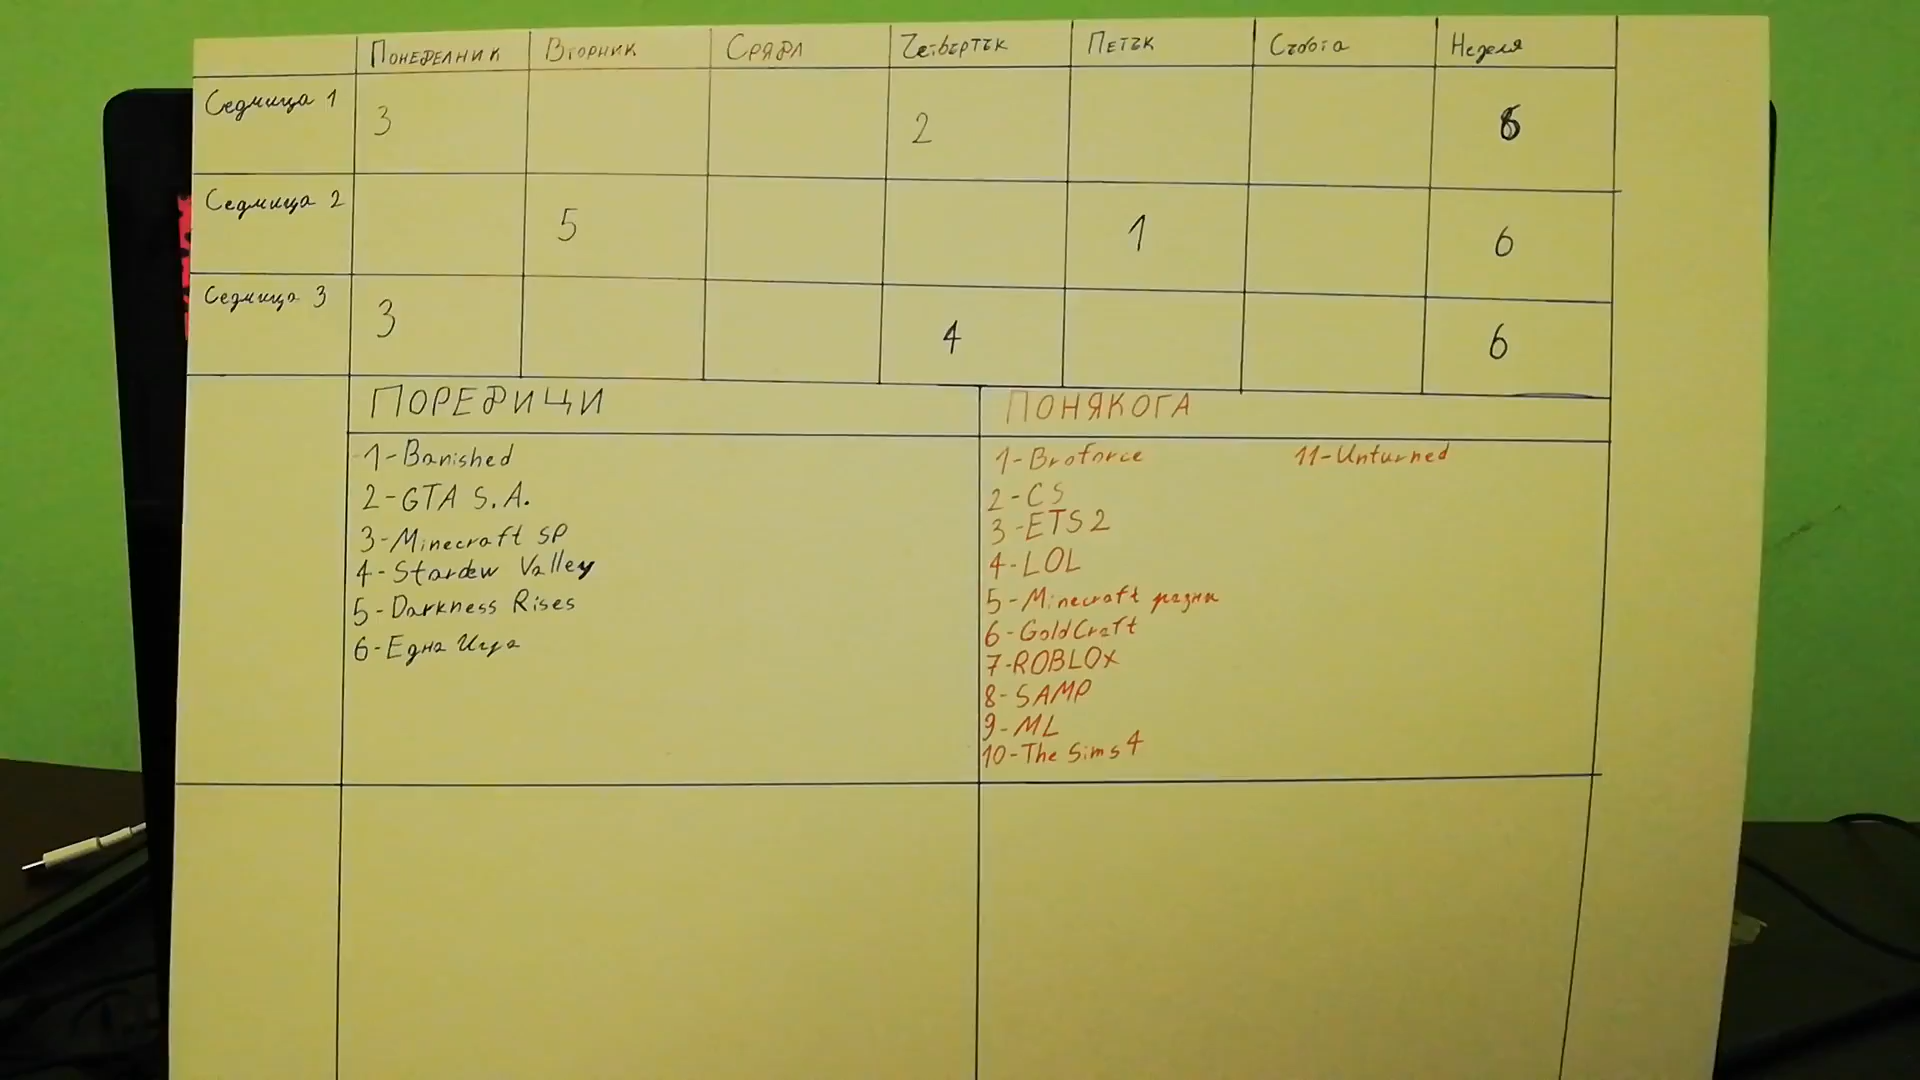 Понеделник Вторник Сряда Четвъртък Петък Събота Неделя
Седмица 1 3 2 6
Седмица 2 5 1 6
Седмица 3 3 4 6
ПОРЕДИЦИ
1-Banished
2-GTA S.A.
3-Minecraft SP
4-Stardew Valley
5-Darkness Rises
6-Една Игра
ПОНЯКОГА
1-Broforce
2-CS
3-ETS2
4-LOL
5-Minecraft разни
6-GoldCraft
7-ROBLOX
8-SAMP
9-ML
10-The Sims 4
11-Unturned